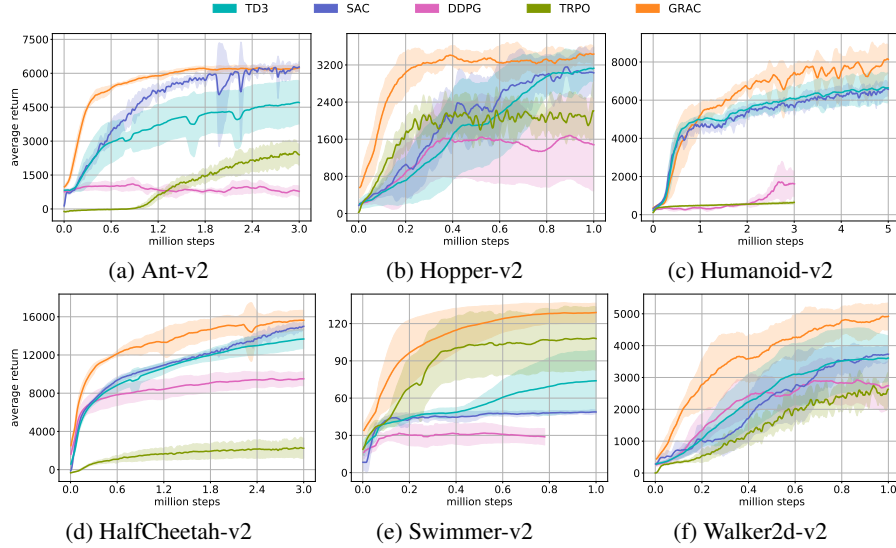 TD3 SAC DDPG TRPO GRAC
7500
6000
4500
3000
1500
0
average return
0.0 0.6 1.2 1.8 2.4 3.0
million steps
(a) Ant-v2
3200
2400
1600
800
0
0.0 0.2 0.4 0.6 0.8 1.0
million steps
(b) Hopper-v2
8000
6000
4000
2000
0
0 1 2 3 4 5
million steps
(c) Humanoid-v2
16000
12000
8000
4000
0
average return
0.0 0.6 1.2 1.8 2.4 3.0
million steps
(d) HalfCheetah-v2
120
90
60
30
0
0.0 0.2 0.4 0.6 0.8 1.0
million steps
(e) Swimmer-v2
5000
4000
3000
2000
1000
0
0.0 0.2 0.4 0.6 0.8 1.0
million steps
(f) Walker2d-v2